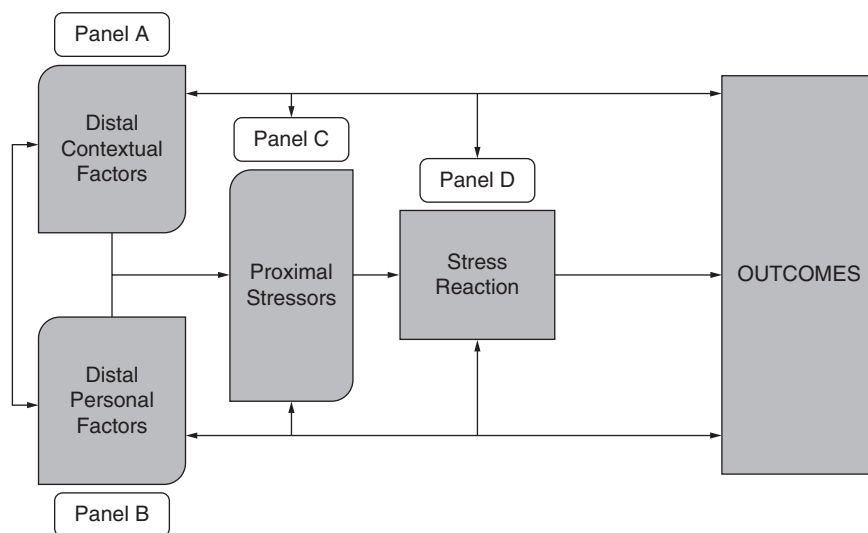 Panel A
Distal
Contextual
Factors
Panel C
Proximal
Stressors
Panel D
Stress
Reaction
OUTCOMES
Distal
Personal
Factors
Panel B